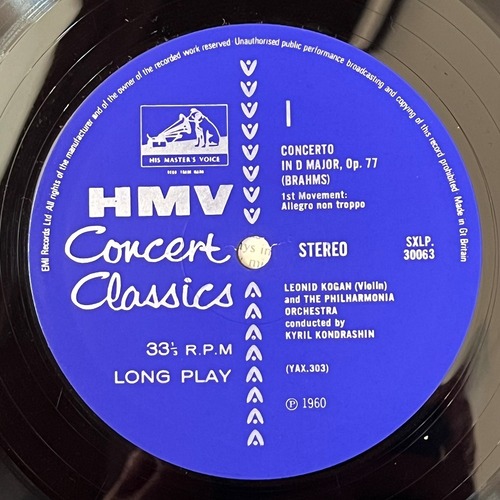 EMI Records Ltd All rights of the manufacturer and of the owner of the recorded work reserved Unauthorised public performance broadcasting and copying of this record prohibited Made in Gt Britain
HIS MASTER'S VOICE
HMV
Concert
Classics
33⅓ R.P.M
LONG PLAY
I
CONCERTO
IN D MAJOR, Op. 77
(BRAHMS)
1st Movement:
Allegro non troppo
STEREO
SXLP.
30063
LEONID KOGAN (Violin)
and THE PHILHARMONIA
ORCHESTRA
conducted by
KYRIL KONDRASHIN
(YAX.303)
℗ 1960